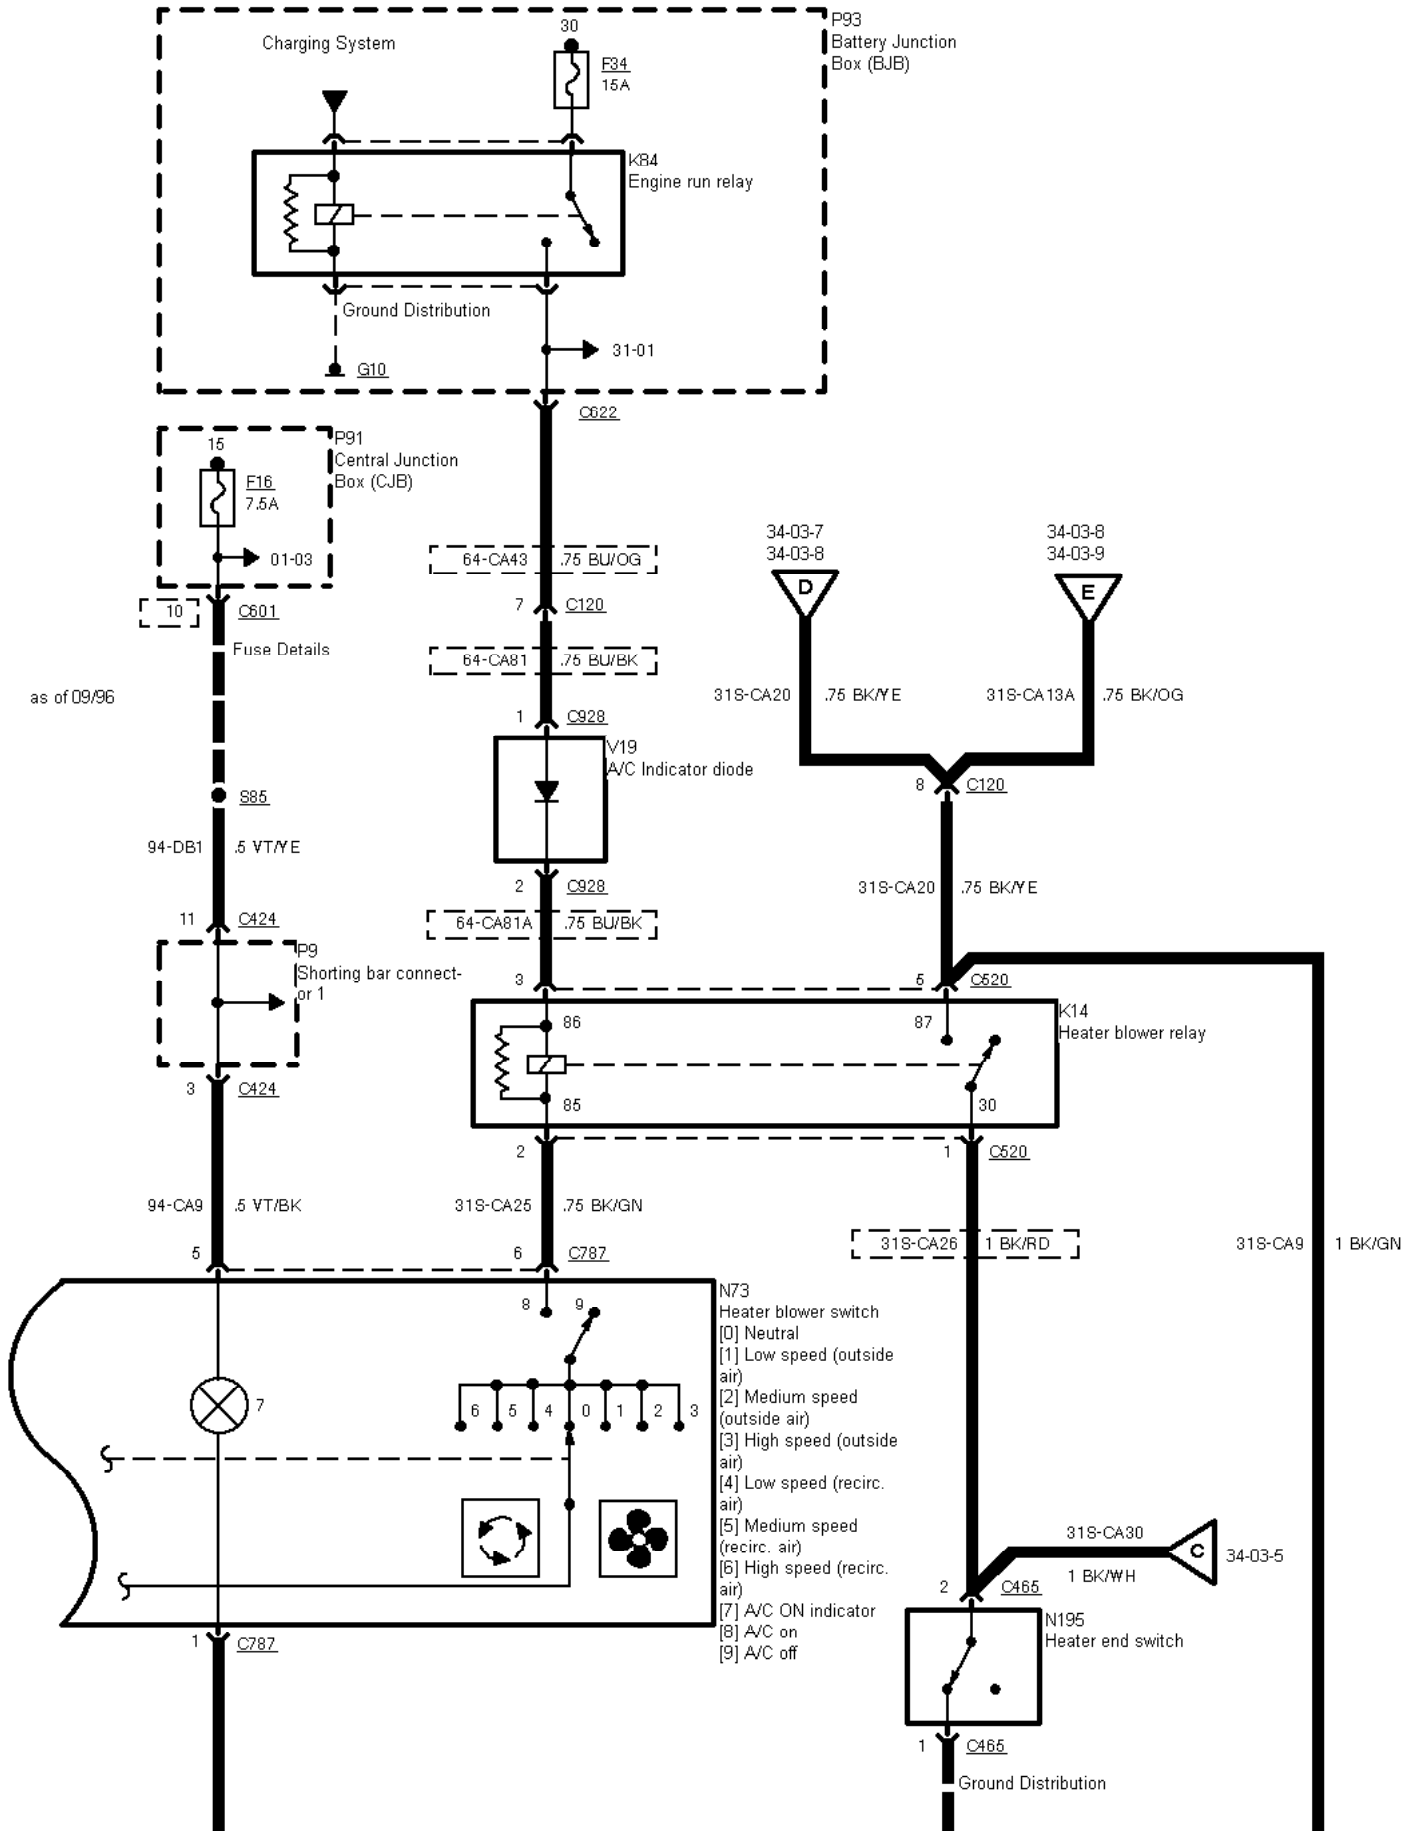 P93
Battery Junction
Box (BJB)
Charging System
30
F34
15A
K84
Engine run relay
Ground Distribution
G10
31-01
C622
P91
Central Junction
Box (CJB)
15
F16
7.5A
01-03
10
C601
Fuse Details
as of 09/96
S85
94-DB1 .5 VT/YE
11 C424
P9
Shorting bar connect-
or 1
3 C424
94-CA9 .5 VT/BK
5
64-CA43 .75 BU/OG
7 C120
64-CA81 .75 BU/BK
1 C928
V19
A/C Indicator diode
2 C928
64-CA81A .75 BU/BK
3
34-03-7
34-03-8
D
34-03-8
34-03-9
E
31S-CA20 .75 BK/YE
31S-CA13A .75 BK/OG
8 C120
31S-CA20 .75 BK/YE
5 C520
K14
Heater blower relay
86
87
85
30
2
1 C520
31S-CA25 .75 BK/GN
6 C787
31S-CA26 1 BK/RD
31S-CA9 1 BK/GN
N73
Heater blower switch
[0] Neutral
[1] Low speed (outside
air)
[2] Medium speed
(outside air)
[3] High speed (outside
air)
[4] Low speed (recirc.
air)
[5] Medium speed
(recirc. air)
[6] High speed (recirc.
air)
[7] A/C ON indicator
[8] A/C on
[9] A/C off
8 9
7
6 5 4 0 1 2 3
1 C787
31S-CA30
1 BK/WH
C
34-03-5
2 C465
N195
Heater end switch
1 C465
Ground Distribution